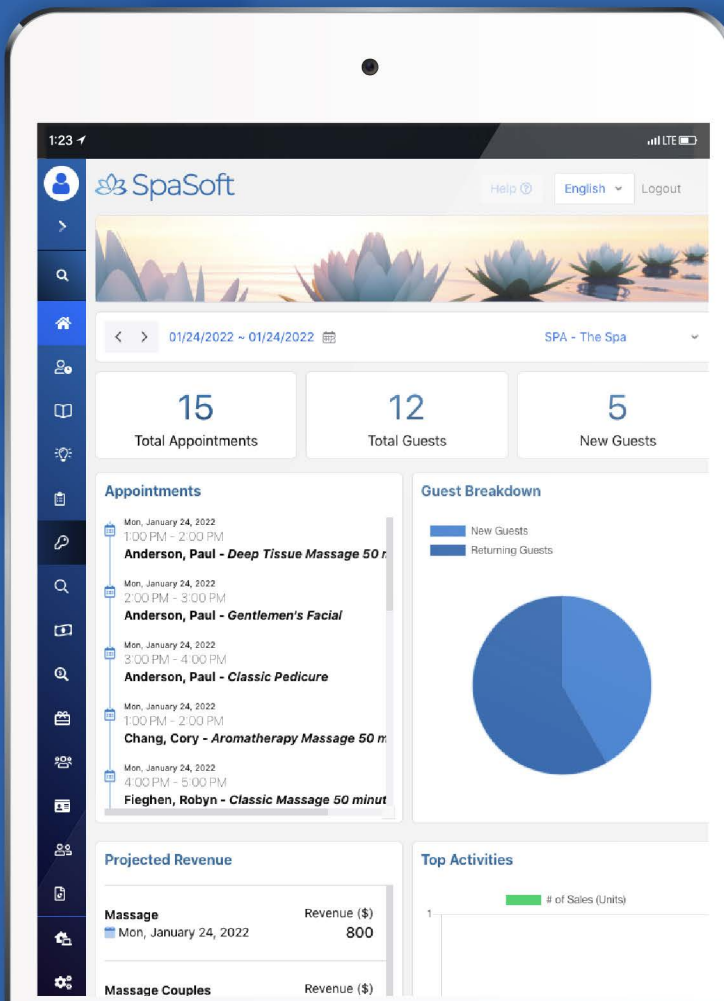 1:23
LTE
SpaSoft
Help
English
Logout
01/24/2022 ~ 01/24/2022
SPA - The Spa
15
Total Appointments
12
Total Guests
5
New Guests
Appointments
Mon, January 24, 2022
1:00 PM - 2:00 PM
Anderson, Paul - Deep Tissue Massage 50 m
Mon, January 24, 2022
2:00 PM - 3:00 PM
Anderson, Paul - Gentlemen's Facial
Mon, January 24, 2022
3:00 PM - 4:00 PM
Anderson, Paul - Classic Pedicure
Mon, January 24, 2022
1:00 PM - 2:00 PM
Chang, Cory - Aromatherapy Massage 50 m
Mon, January 24, 2022
4:00 PM - 5:00 PM
Fieghen, Robyn - Classic Massage 50 minut
Guest Breakdown
New Guests
Returning Guests
Projected Revenue
Massage
Revenue ($)
Mon, January 24, 2022
800
Massage Couples
Revenue ($)
Top Activities
# of Sales (Units)
1